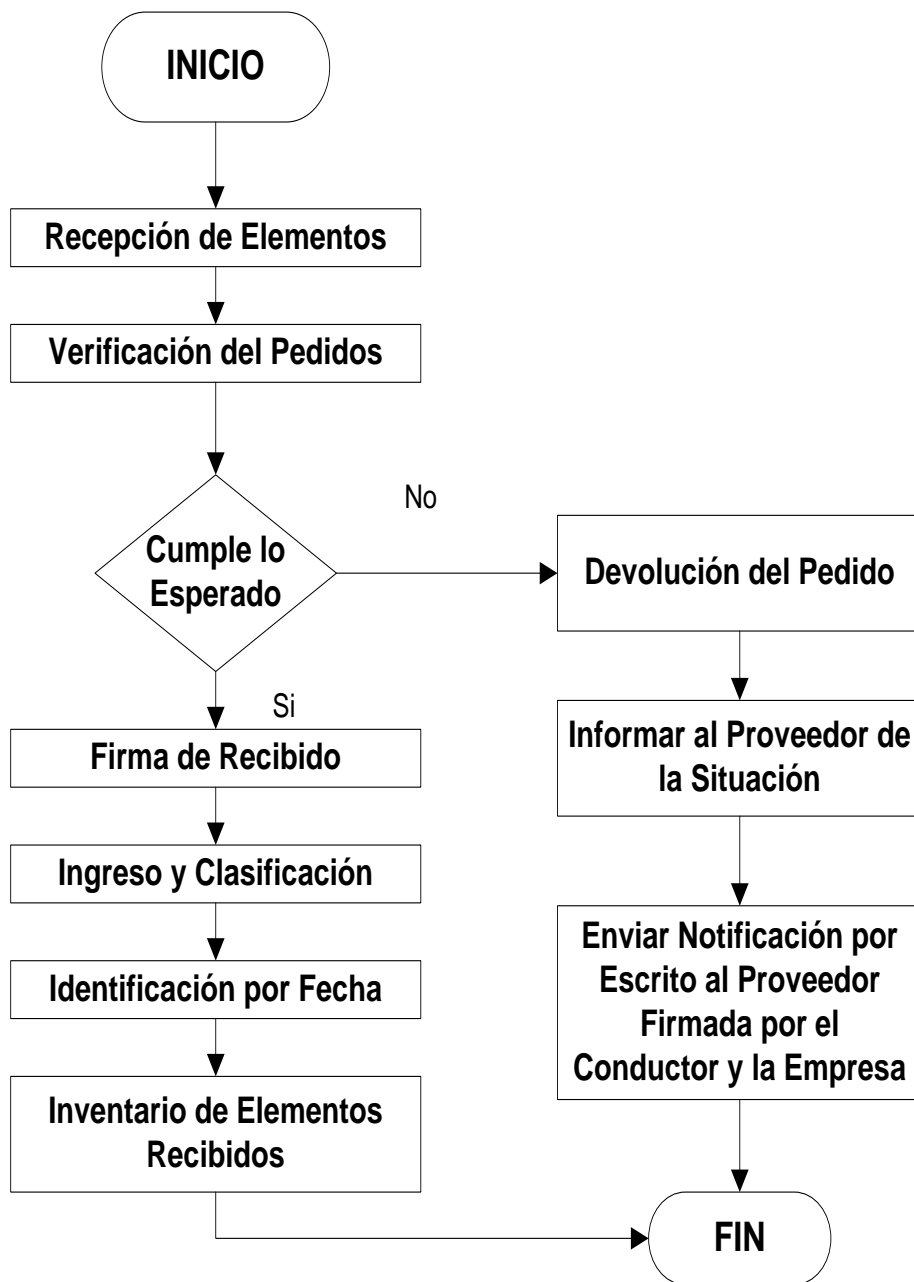 INICIO
Recepción de Elementos
Verificación del Pedidos
Cumple lo
Esperado
No
Devolución del Pedido
Si
Informar al Proveedor de
la Situación
Firma de Recibido
Ingreso y Clasificación
Identificación por Fecha
Inventario de Elementos
Recibidos
Enviar Notificación por
Escrito al Proveedor
Firmada por el
Conductor y la Empresa
FIN